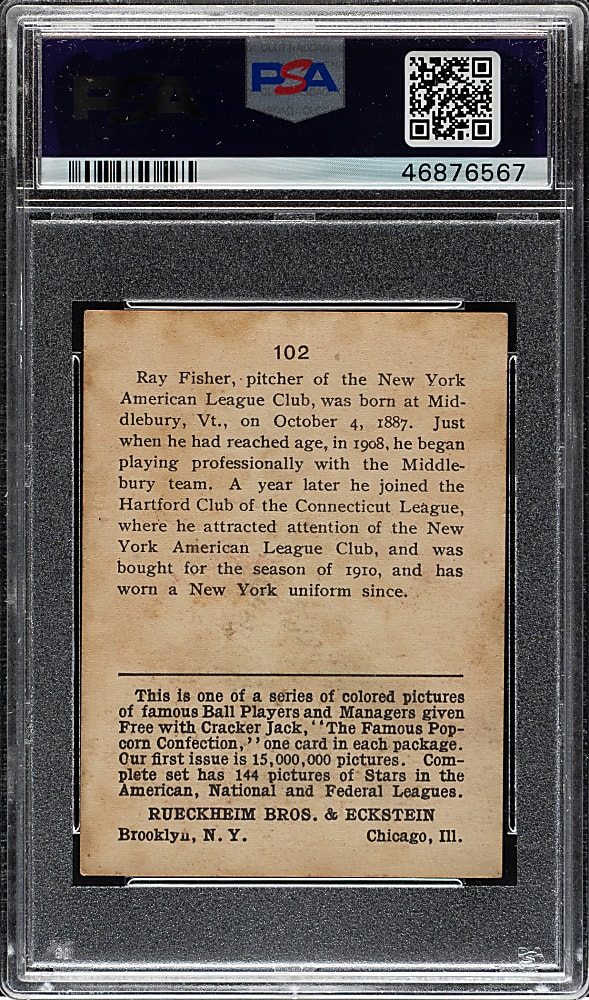 PSA
PSA
46876567
102
Ray Fisher, pitcher of the New York
American League Club, was born at Mid-
dlebury, Vt., on October 4, 1887. Just
when he had reached age, in 1908, he began
playing professionally with the Middle-
bury team. A year later he joined the
Hartford Club of the Connecticut League,
where he attracted attention of the New
York American League Club, and was
bought for the season of 1910, and has
worn a New York uniform since.
This is one of a series of colored pictures
of famous Ball Players and Managers given
Free with Cracker Jack, "The Famous Pop-
corn Confection," one card in each package.
Our first issue is 15,000,000 pictures. Com-
plete set has 144 pictures of Stars in the
American, National and Federal Leagues.
RUECKHEIM BROS. & ECKSTEIN
Brooklyn, N. Y. Chicago, Ill.